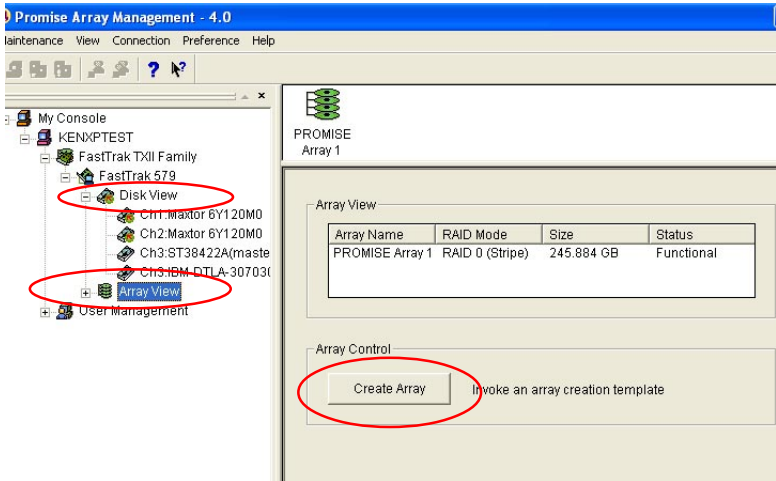 Promise Array Management - 4.0
Maintenance View Connection Preference Help
My Console
KENXPTEST
FastTrak TXII Family
FastTrak 579
Disk View
Ch1:Maxtor 6Y120M0
Ch2:Maxtor 6Y120M0
Ch3:ST38422A(maste
Ch3:IBM-DTLA-30703(
Array View
User Management
PROMISE
Array 1
Array View
Array Name RAID Mode Size Status
PROMISE Array 1 RAID 0 (Stripe) 245.884 GB Functional
Array Control
Create Array Invoke an array creation template